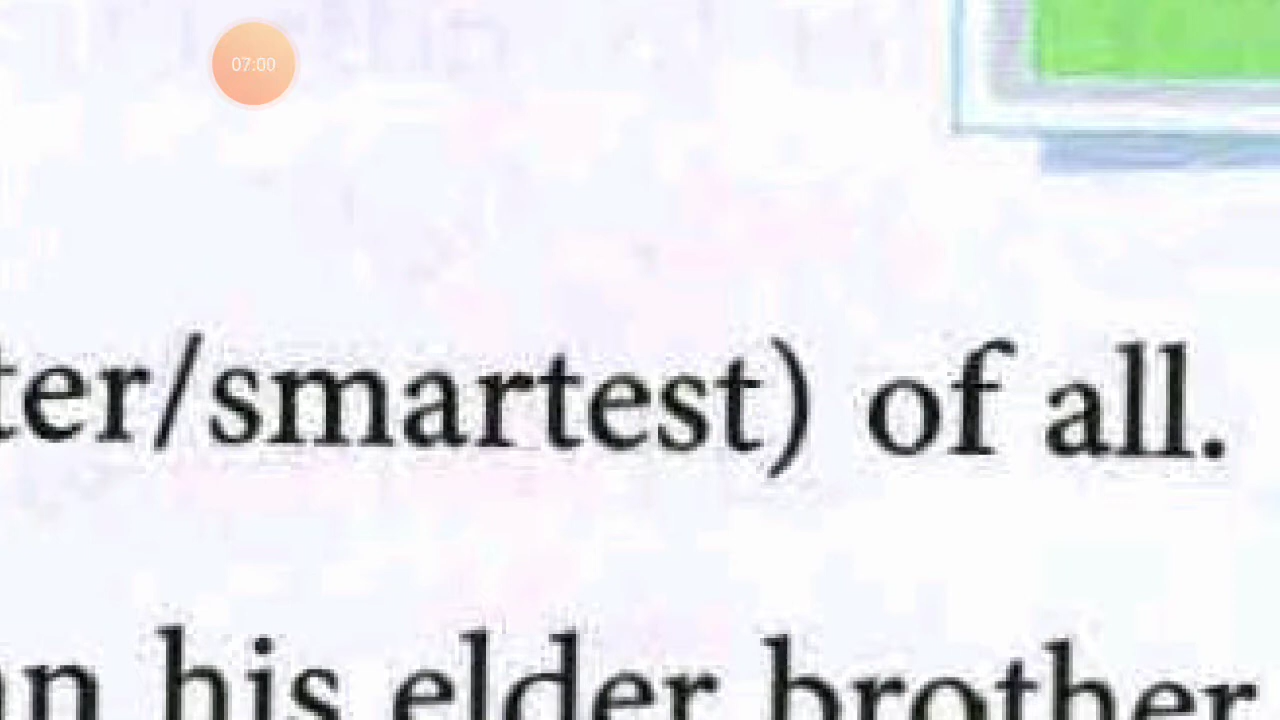 07:00
ter/smartest) of all.
n his elder brother